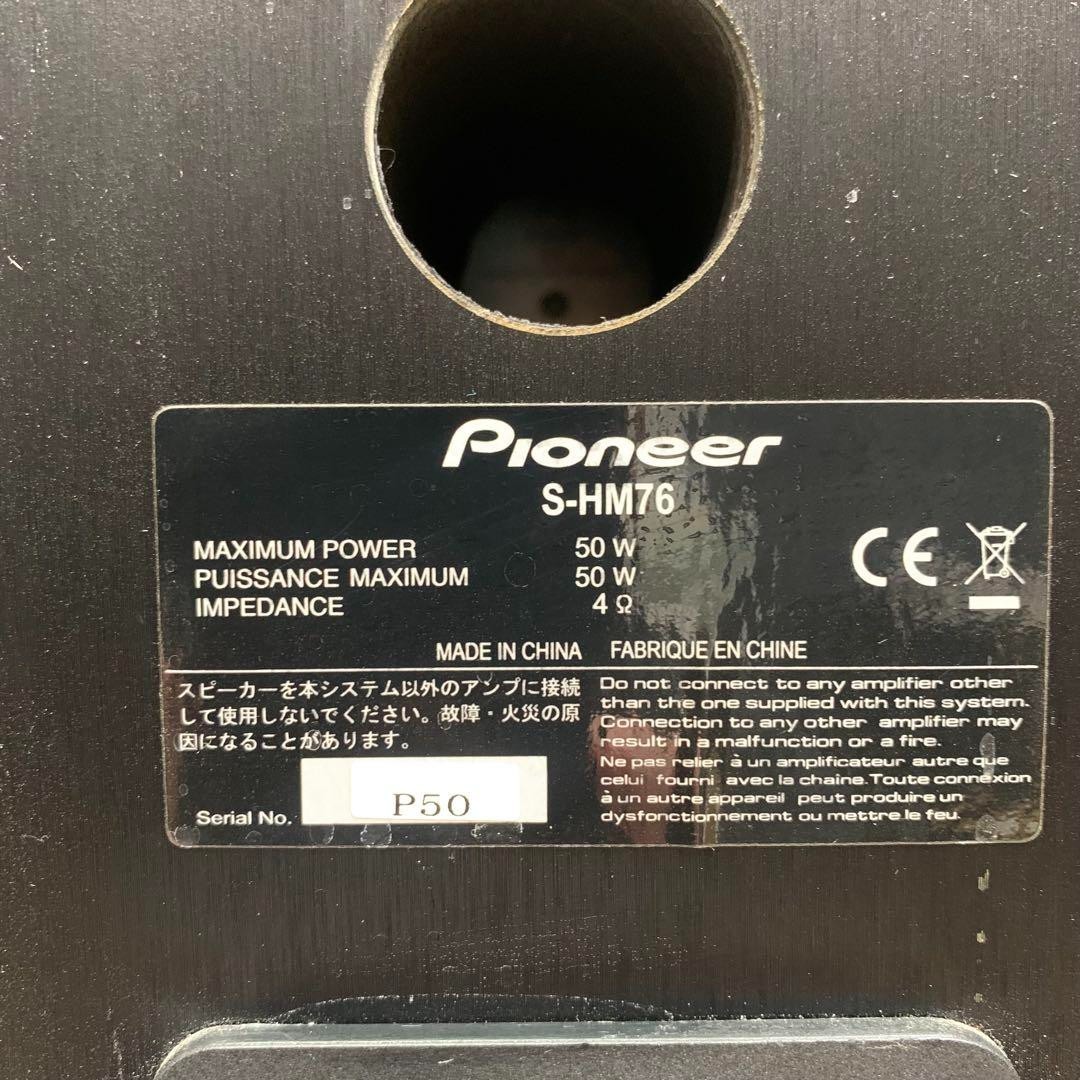 Pioneer
S-HM76
MAXIMUM POWER 50 W
PUISSANCE MAXIMUM 50 W
IMPEDANCE 4 Ω
CE
MADE IN CHINA FABRIQUE EN CHINE
スピーカーを本システム以外のアンプに接続
して使用しないでください。故障・火災の原
因になることがあります。
Serial No. P50
Do not connect to any amplifier other
than the one supplied with this system.
Connection to any other amplifier may
result in a malfunction or a fire.
Ne pas relier à un amplificateur autre que
celui fourni avec la chaine. Toute connexion
à un autre appareil peut produire un
dysfonctionnement ou mettre le feu.